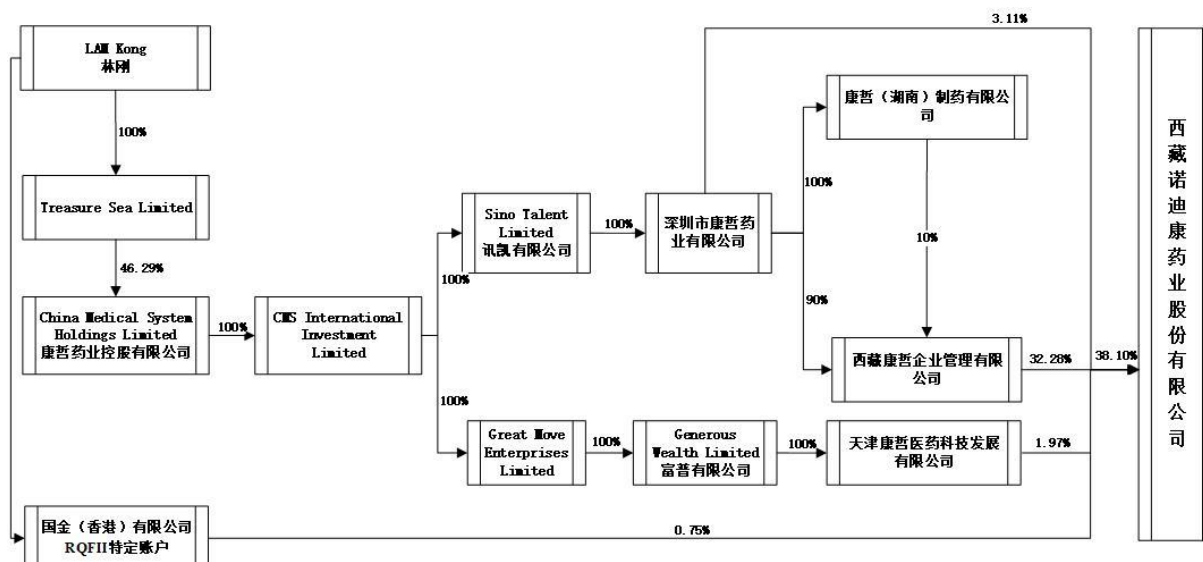 LAM Kong
林刚
100%
Treasure Sea Limited
46.29%
China Medical System
Holdings Limited
康哲药业控股有限公司
100%
CMS International
Investment
Limited
100%
100%
Sino Talent
Limited
讯凯有限公司
100%
深圳市康哲药
业有限公司
3.11%
100%
90%
康哲（湖南）制药有限公
司
10%
西藏康哲企业管理有限
公司
32.28%
38.10%
Great Move
Enterprises
Limited
100%
Generous
Wealth Limited
富普有限公司
100%
天津康哲医药科技发展
有限公司
1.97%
国金（香港）有限公司
RQFII特定账户
0.75%
西藏诺迪康药业股份有限公司